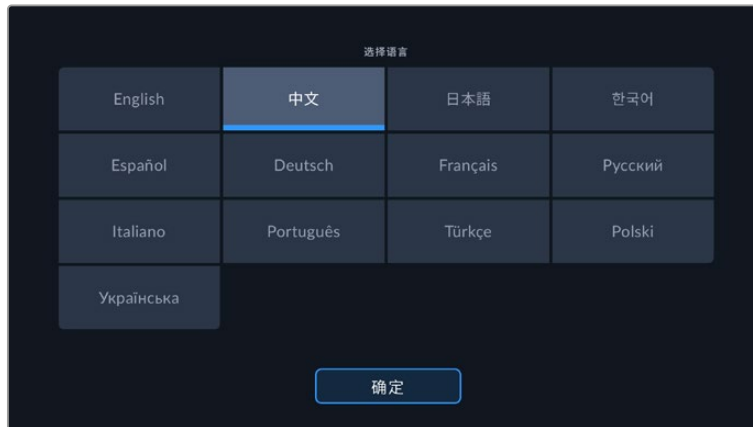 选择语言
English 中文 日本語 한국어
Español Deutsch Français Русский
Italiano Português Türkçe Polski
Українська
确定